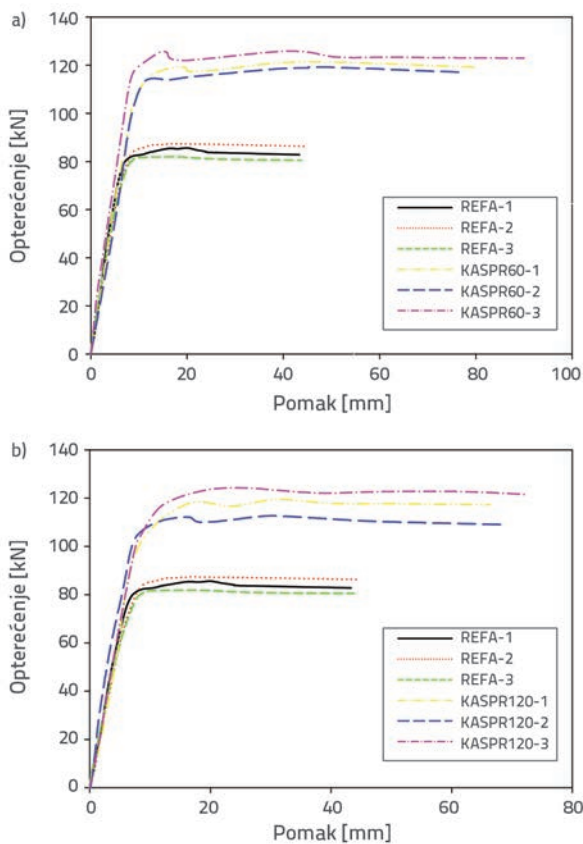 a)
140
120
100
80
60
40
20
0
Opterećenje [kN]
REFA-1
REFA-2
REFA-3
KASPR60-1
KASPR60-2
KASPR60-3
0 20 40 60 80 100
Pomak [mm]
b)
140
120
100
80
60
40
20
0
Opterećenje [kN]
REFA-1
REFA-2
REFA-3
KASPR120-1
KASPR120-2
KASPR120-3
0 20 40 60 80
Pomak [mm]